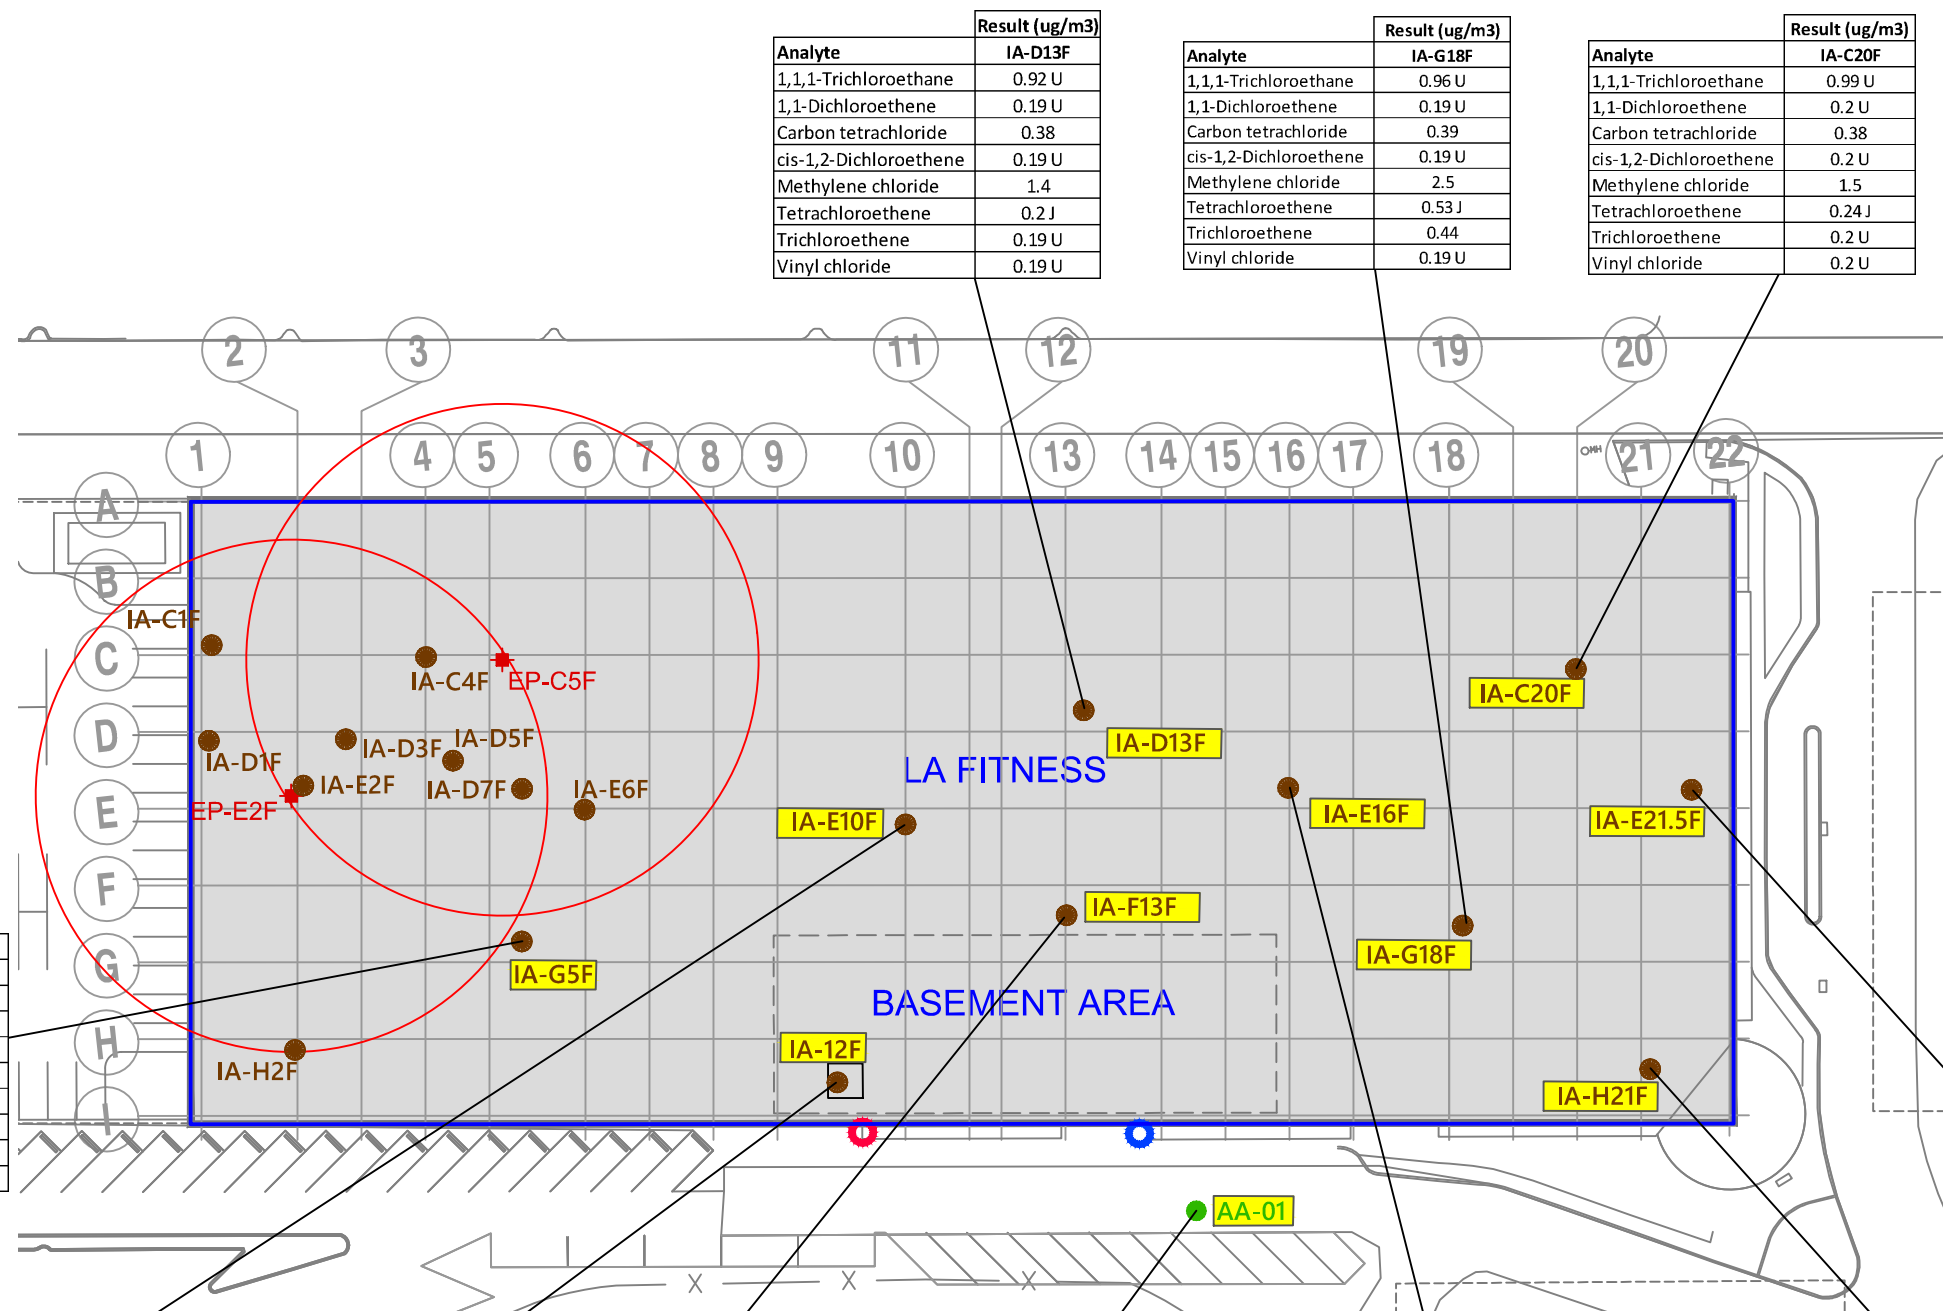 Result (ug/m3)
Analyte IA-D13F
1,1,1-Trichloroethane 0.92 U
1,1-Dichloroethene 0.19 U
Carbon tetrachloride 0.38
cis-1,2-Dichloroethene 0.19 U
Methylene chloride 1.4
Tetrachloroethene 0.2 J
Trichloroethene 0.19 U
Vinyl chloride 0.19 U
Result (ug/m3)
Analyte IA-G18F
1,1,1-Trichloroethane 0.96 U
1,1-Dichloroethene 0.19 U
Carbon tetrachloride 0.39
cis-1,2-Dichloroethene 0.19 U
Methylene chloride 2.5
Tetrachloroethene 0.53 J
Trichloroethene 0.44
Vinyl chloride 0.19 U
Result (ug/m3)
Analyte IA-C20F
1,1,1-Trichloroethane 0.99 U
1,1-Dichloroethene 0.2 U
Carbon tetrachloride 0.38
cis-1,2-Dichloroethene 0.2 U
Methylene chloride 1.5
Tetrachloroethene 0.24 J
Trichloroethene 0.2 U
Vinyl chloride 0.2 U
2 3 11 12 19 20
1 4 5 6 7 8 9 10 13 14 15 16 17 18 21 22
A
B
IA-C1F
C
IA-C4F EP-C5F
IA-C20F
D
IA-D1F IA-D3F IA-D5F
IA-D13F
LA FITNESS
IA-E2F IA-D7F IA-E6F
EP-E2F
E
IA-E10F
IA-E16F
IA-E21.5F
F
IA-F13F
G
IA-G5F
IA-G18F
BASEMENT AREA
H
IA-12F
IA-H2F
IA-H21F
I
AA-01
X X X